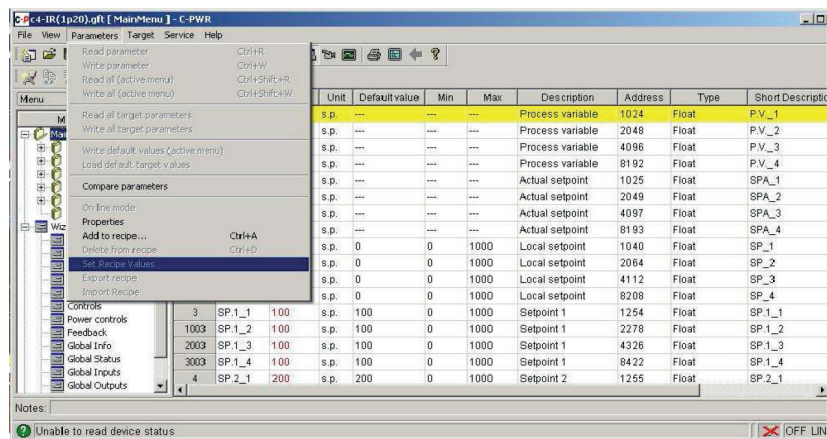 c4-IR(1p20).gft [ MainMenu ] - C-PWR
File View Parameters Target Service Help
Read parameter Ctrl+R
Write parameter Ctrl+W
Read all (active menu) Ctrl+Shift+R
Write all (active menu) Ctrl+Shift+W
Read all target parameters
Write all target parameters
Write default values (active menu)
Load default target values
Compare parameters
On line mode
Properties
Add to recipe... Ctrl+A
Delete from recipe Ctrl+D
Set Recipe Values
Export recipe
Import Recipe
Menu
M
Mai
Wiz
Controls
Power controls
Feedback
Global Info
Global Status
Global Inputs
Global Outputs
Unit Default value Min Max Description Address Type Short Descriptio
s.p. --- --- --- Process variable 1024 Float P.V._1
s.p. --- --- --- Process variable 2048 Float P.V._2
s.p. --- --- --- Process variable 4096 Float P.V._3
s.p. --- --- --- Process variable 8192 Float P.V._4
s.p. --- --- --- Actual setpoint 1025 Float SPA_1
s.p. --- --- --- Actual setpoint 2049 Float SPA_2
s.p. --- --- --- Actual setpoint 4097 Float SPA_3
s.p. --- --- --- Actual setpoint 8193 Float SPA_4
s.p. 0 0 1000 Local setpoint 1040 Float SP_1
s.p. 0 0 1000 Local setpoint 2064 Float SP_2
s.p. 0 0 1000 Local setpoint 4112 Float SP_3
s.p. 0 0 1000 Local setpoint 8208 Float SP_4
3 SP.1_1 100 s.p. 100 0 1000 Setpoint 1 1254 Float SP.1_1
1003 SP.1_2 100 s.p. 100 0 1000 Setpoint 1 2278 Float SP.1_2
2003 SP.1_3 100 s.p. 100 0 1000 Setpoint 1 4326 Float SP.1_3
3003 SP.1_4 100 s.p. 100 0 1000 Setpoint 1 8422 Float SP.1_4
4 SP.2_1 200 s.p. 200 0 1000 Setpoint 2 1255 Float SP.2_1
Notes:
Unable to read device status
OFF LIN